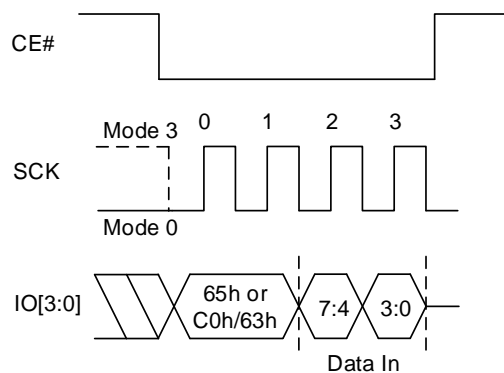 CE#
Mode 3 0 1 2 3
SCK
Mode 0
IO[3:0]
65h or
C0h/63h
7:4 3:0
Data In